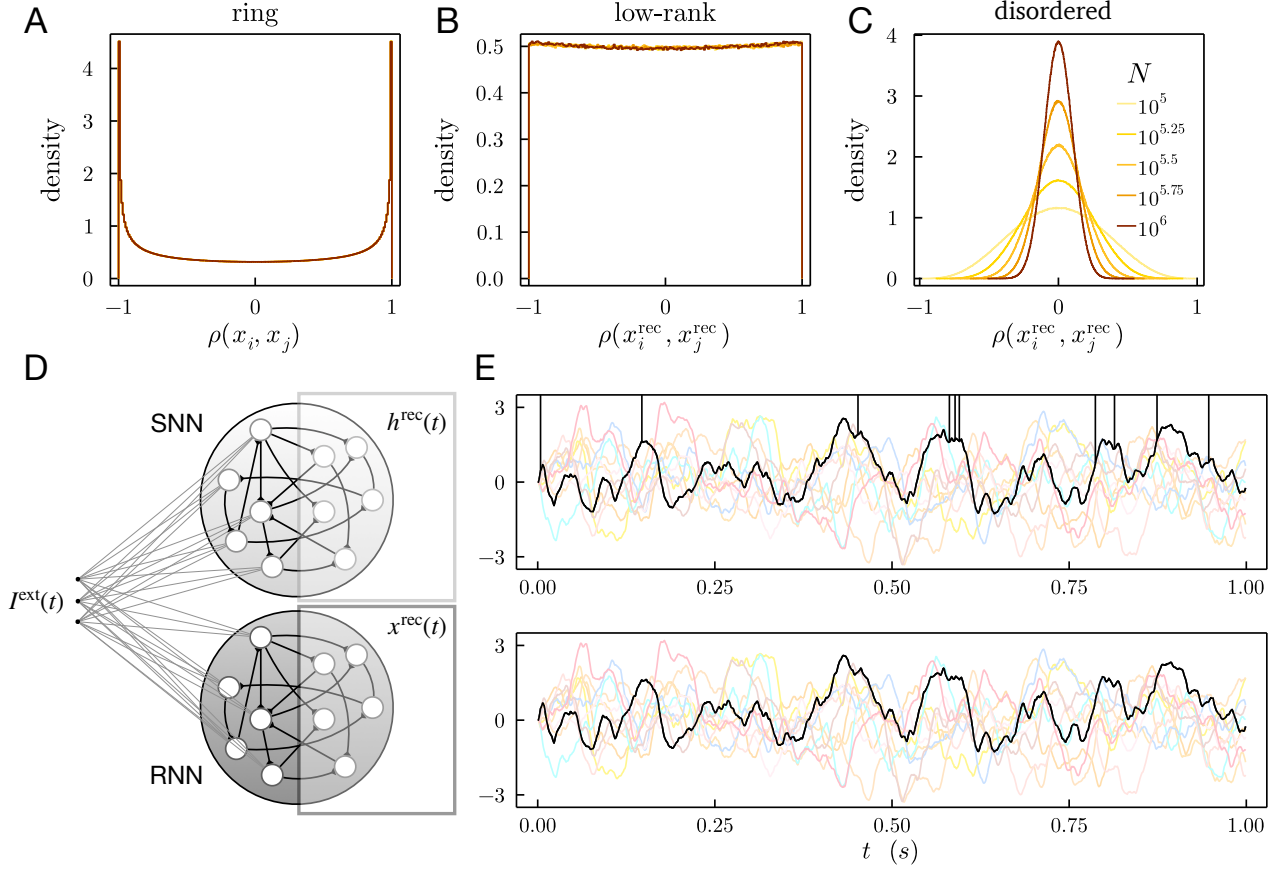 A
ring
density
4
3
2
1
0
−1
0
1
ρ(x_i, x_j)
B
low-rank
density
0.5
0.4
0.3
0.2
0.1
0.0
−1
0
1
ρ(x_i^rec, x_j^rec)
C
disordered
density
4
3
2
1
0
−1
0
1
ρ(x_i^rec, x_j^rec)
N
10^5
10^5.25
10^5.5
10^5.75
10^6
D
SNN
h^rec(t)
I^ext(t)
x^rec(t)
RNN
E
3
0
−3
0.00
0.25
0.50
0.75
1.00
3
0
−3
0.00
0.25
0.50
0.75
1.00
t (s)